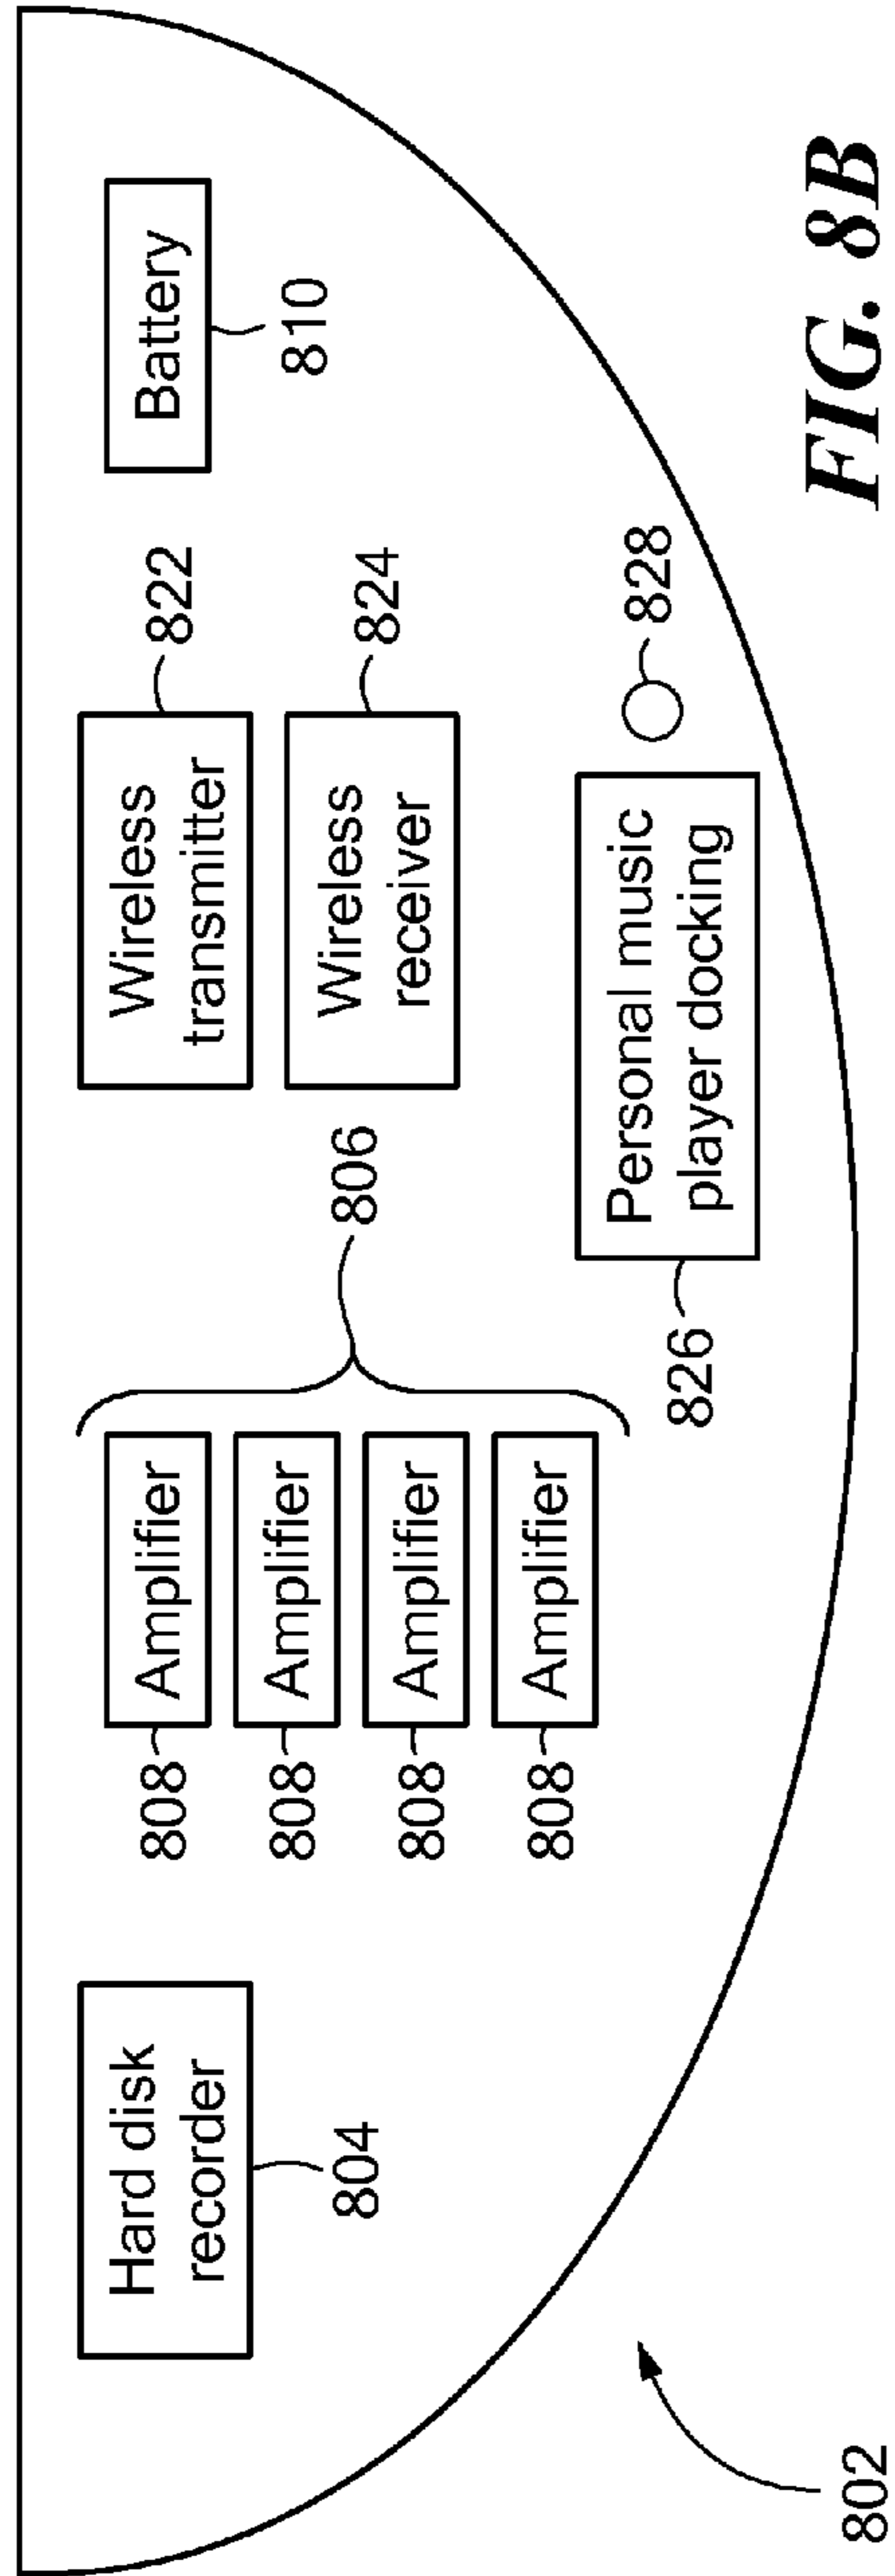 Hard disk
recorder
804
808
Amplifier
808
Amplifier
808
Amplifier
808
Amplifier
806
Wireless
transmitter
822
Wireless
receiver
824
Battery
810
Personal music
player docking
826
828
802
FIG. 8B